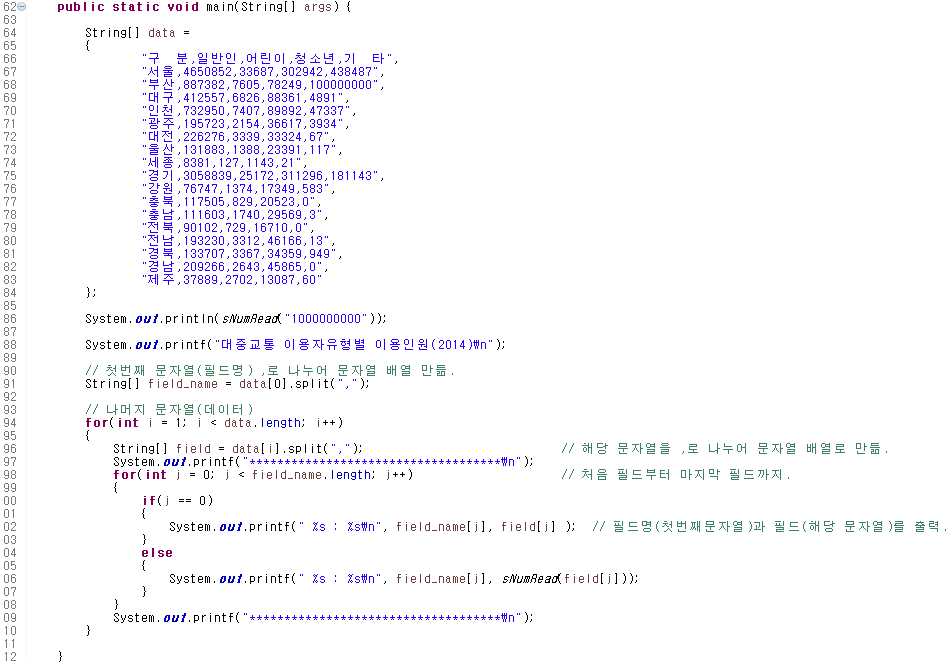 62 public static void main(String[] args) {
63
64 String[] data =
65 {
66 "구  분,일반인,어린이,청소년,기  타",
67 "서울,4650852,33687,302942,438487",
68 "부산,887382,7605,78249,100000000",
69 "대구,412557,6826,88361,4891",
70 "인천,732950,7407,89892,47337",
71 "광주,195723,2154,36617,3934",
72 "대전,226276,3339,33324,67",
73 "울산,131883,1388,23391,117",
74 "세종,8381,127,1143,21",
75 "경기,3058839,25172,311296,181143",
76 "강원,76747,1374,17349,583",
77 "충북,117505,829,20523,0",
78 "충남,111603,1740,29569,3",
79 "전북,90102,729,16710,0",
80 "전남,193230,3312,46166,13",
81 "경북,133707,3367,34359,949",
82 "경남,209266,2643,45865,0",
83 "제주,37889,2702,13087,60"
84 };
85
86 System.out.println(sNumRead("1000000000"));
87
88 System.out.printf("대중교통 이용자유형별 이용인원(2014)₩n");
89
90 // 첫번째 문자열(필드명) ,로 나누어 문자열 배열 만듦.
91 String[] field_name = data[0].split(",");
92
93 // 나머지 문자열(데이터)
94 for(int i = 1; i < data.length; i++)
95 {
96 String[] field = data[i].split(","); // 해당 문자열을 ,로 나누어 문자열 배열로 만듦.
97 System.out.printf("************************************₩n");
98 for(int j = 0; j < field_name.length; j++) // 처음 필드부터 마지막 필드까지.
99 {
00 if(j == 0)
01 {
02 System.out.printf(" %s : %s₩n", field_name[j], field[j] ); // 필드명(첫번째문자열)과 필드(해당 문자열)를 출력.
03 }
04 else
05 {
06 System.out.printf(" %s : %s₩n", field_name[j], sNumRead(field[j]));
07 }
08 }
09 System.out.printf("************************************₩n");
10 }
11
12 }